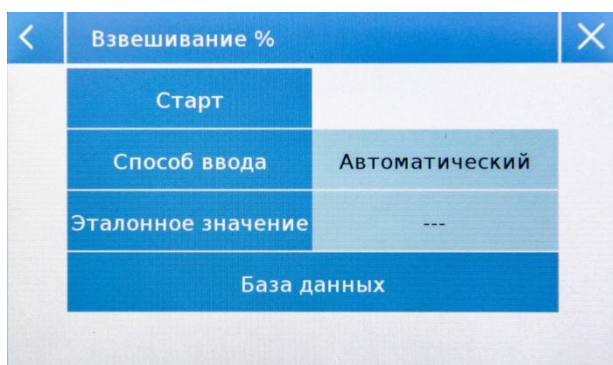 Взвешивание %
Старт
Способ ввода Автоматический
Эталонное значение ---
База данных